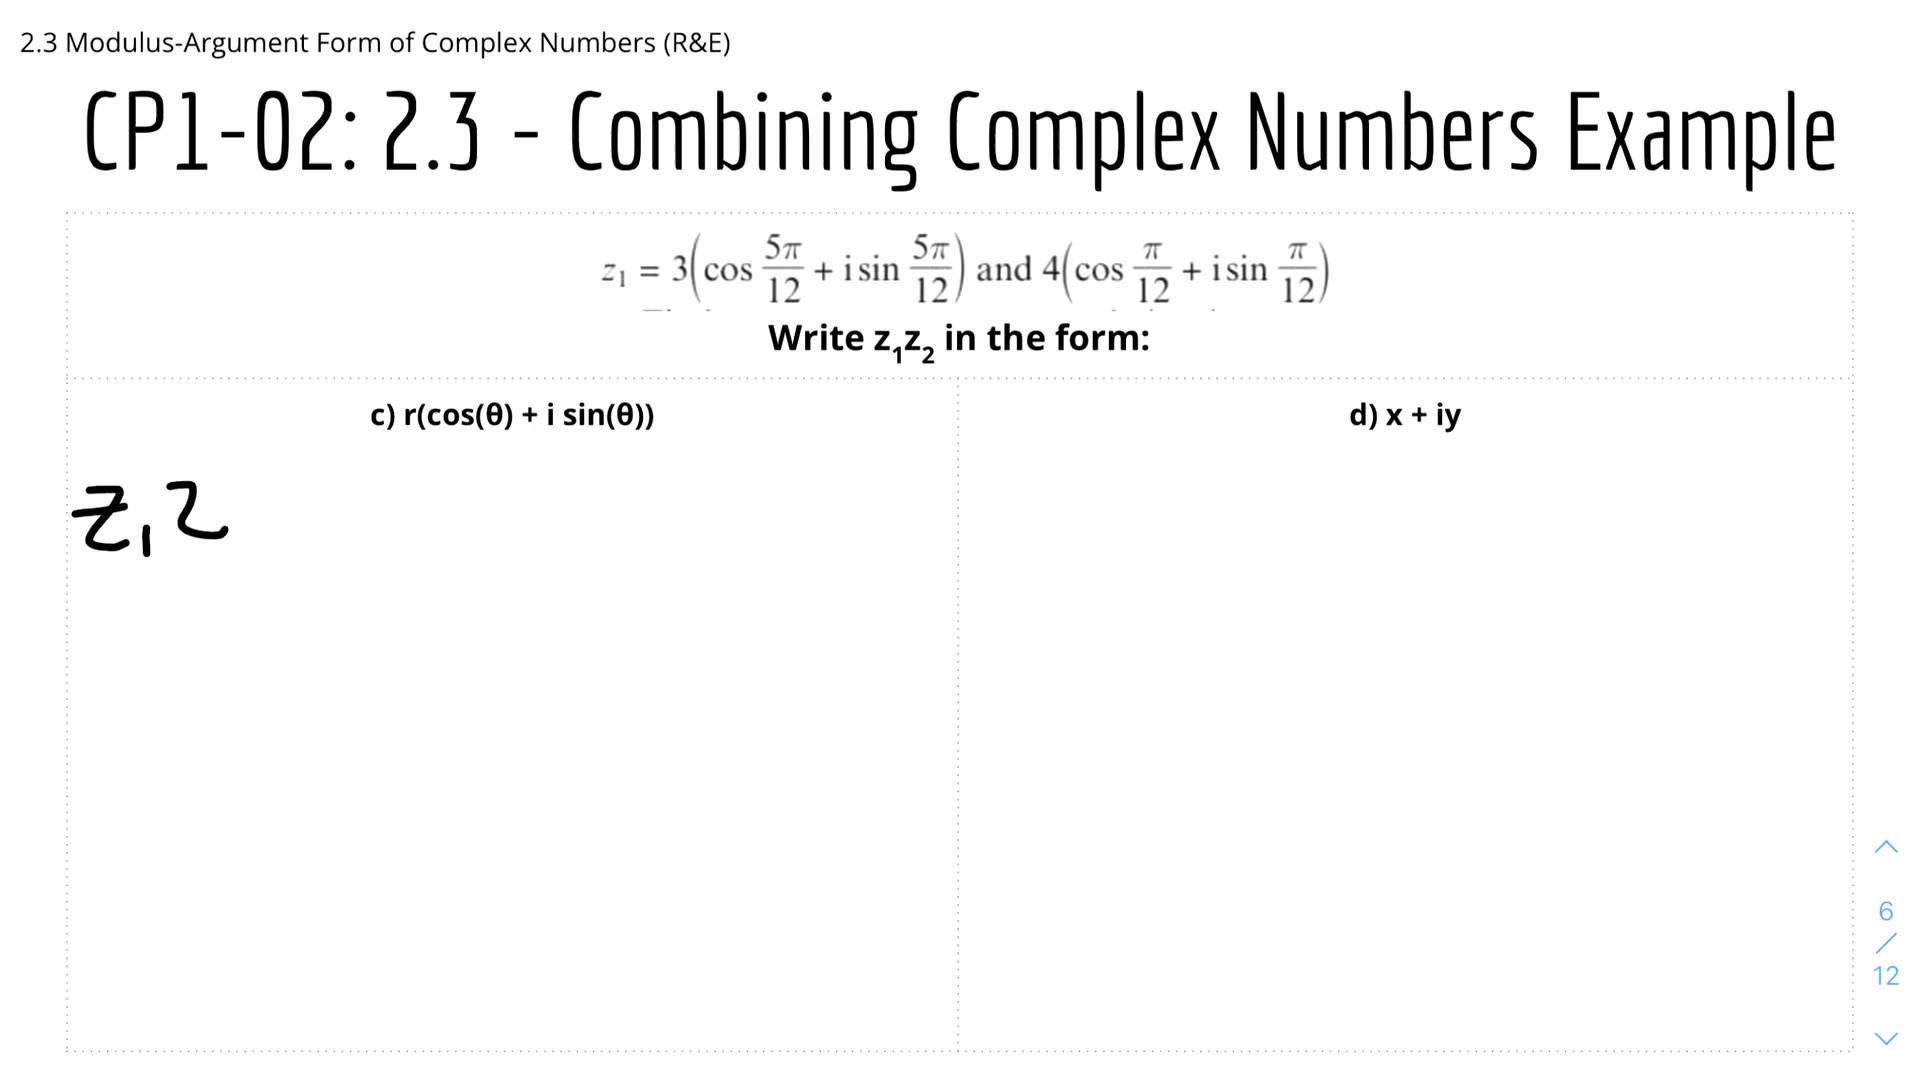 2.3 Modulus-Argument Form of Complex Numbers (R&E)
CP1-02: 2.3 - Combining Complex Numbers Example
z₁ = 3(cos 5π/12 + i sin 5π/12) and 4(cos π/12 + i sin π/12)
Write z₁z₂ in the form:
c) r(cos(θ) + i sin(θ))
d) x + iy
z₁2
6
/
12